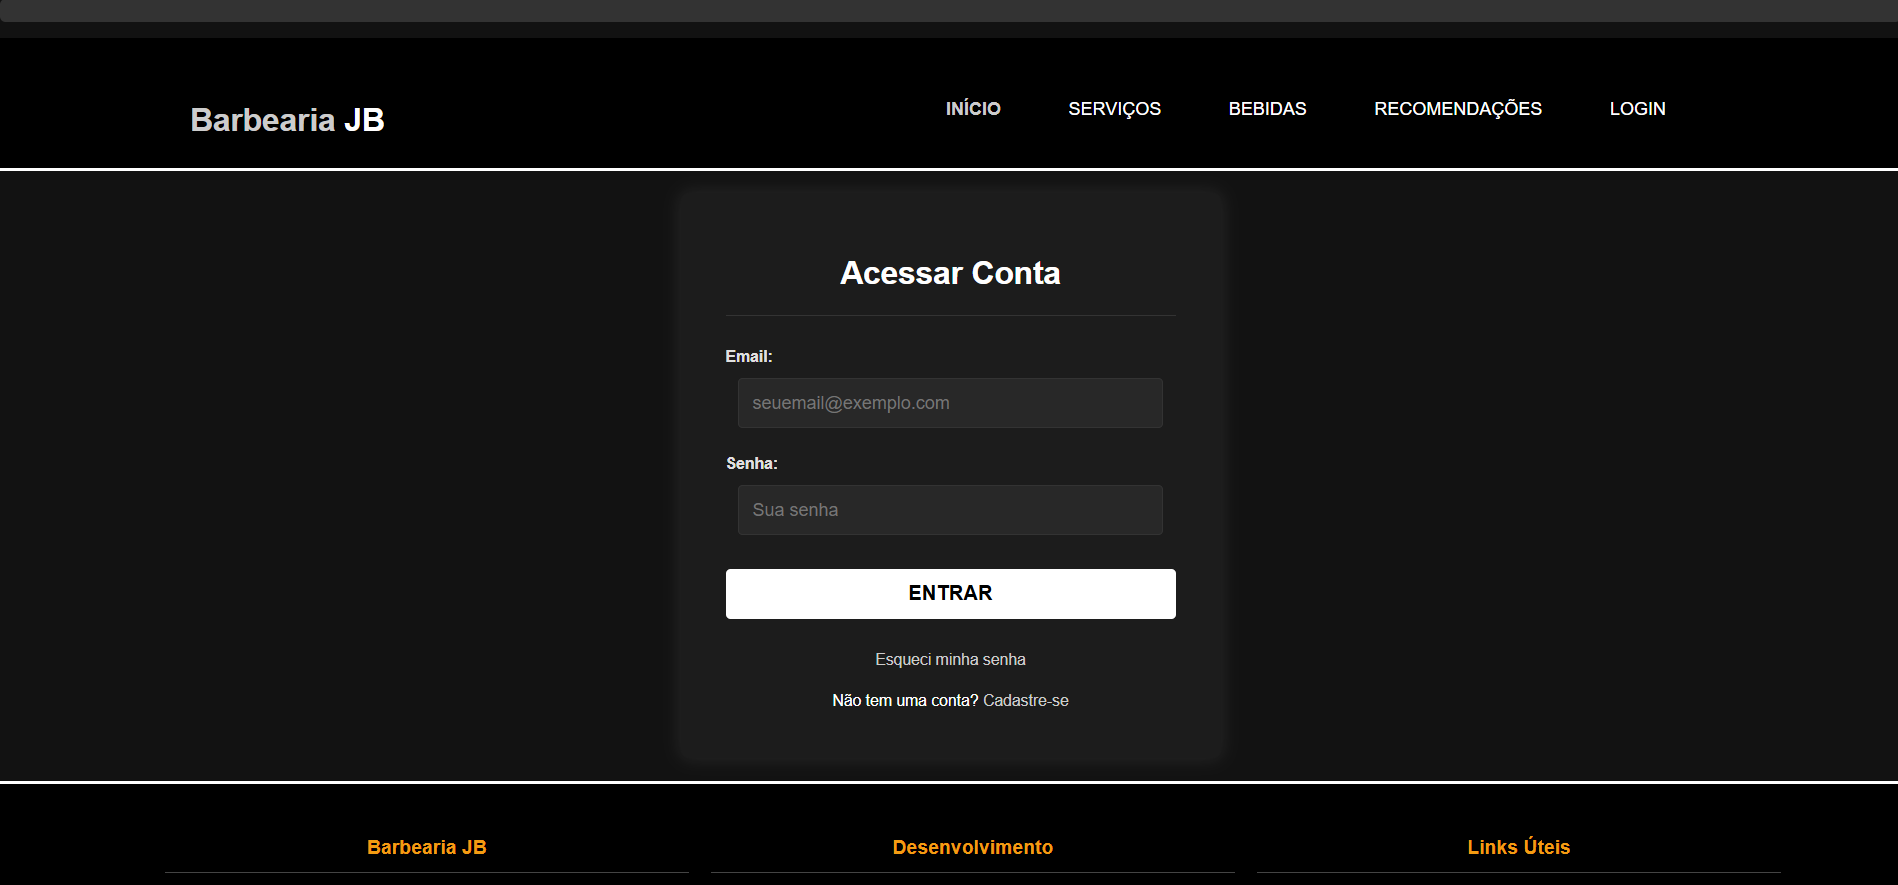 Barbearia JB
INÍCIO SERVIÇOS BEBIDAS RECOMENDAÇÕES LOGIN
Acessar Conta
Email:
seuemail@exemplo.com
Senha:
Sua senha
ENTRAR
Esqueci minha senha
Não tem uma conta? Cadastre-se
Barbearia JB Desenvolvimento Links Úteis